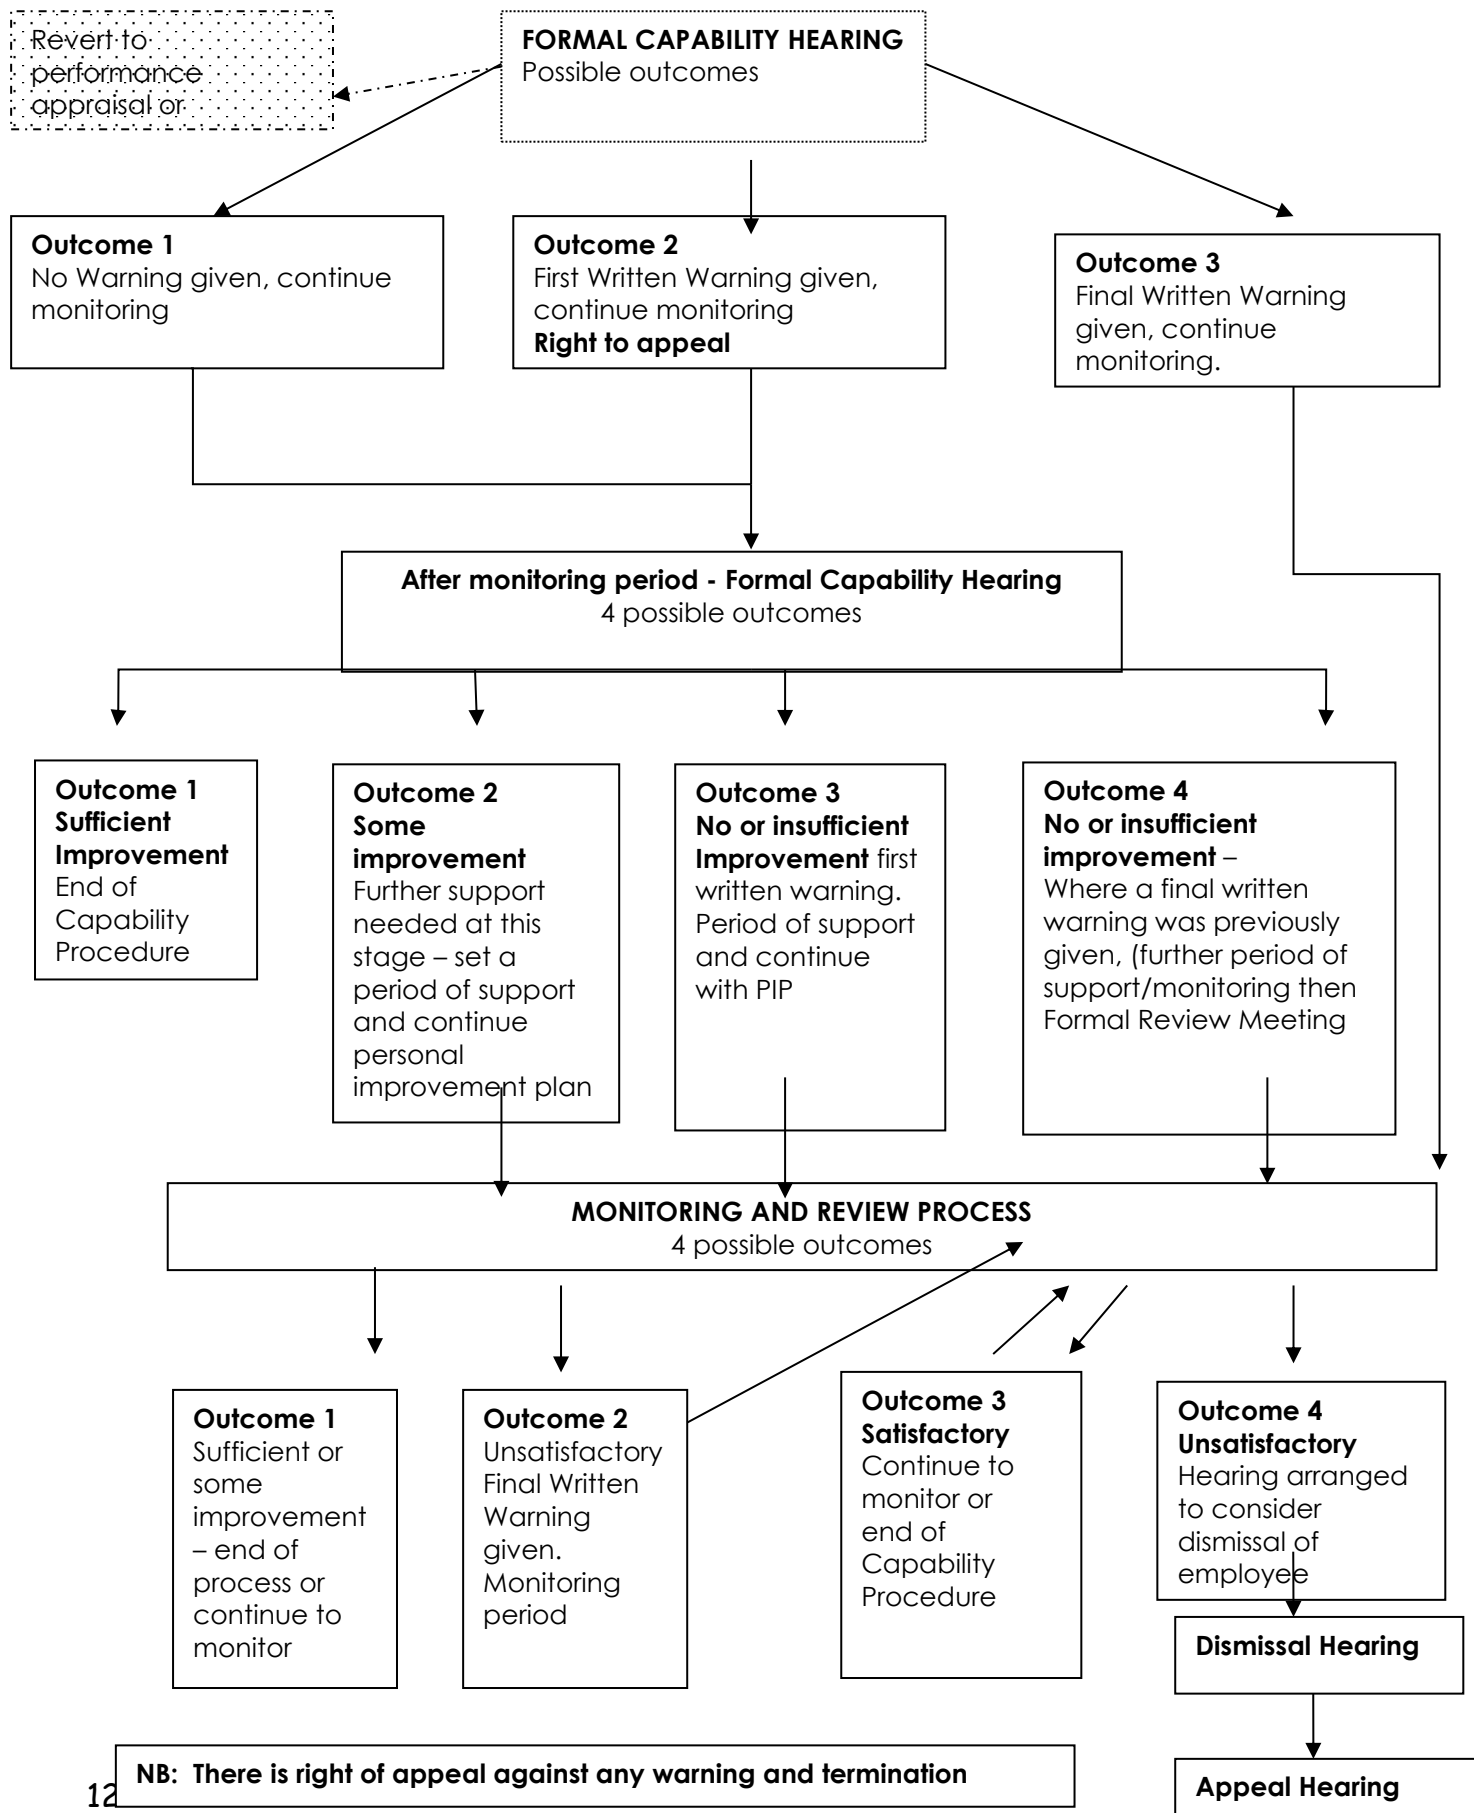 Revert to
performance
appraisal or
FORMAL CAPABILITY HEARING
Possible outcomes
Outcome 1
No Warning given, continue
monitoring
Outcome 2
First Written Warning given,
continue monitoring
Right to appeal
Outcome 3
Final Written Warning
given, continue
monitoring.
After monitoring period - Formal Capability Hearing
4 possible outcomes
Outcome 1
Sufficient
Improvement
End of
Capability
Procedure
Outcome 2
Some
improvement
Further support
needed at this
stage – set a
period of support
and continue
personal
improvement plan
Outcome 3
No or insufficient
Improvement first
written warning.
Period of support
and continue
with PIP
Outcome 4
No or insufficient
improvement –
Where a final written
warning was previously
given, (further period of
support/monitoring then
Formal Review Meeting
MONITORING AND REVIEW PROCESS
4 possible outcomes
Outcome 1
Sufficient or
some
improvement
– end of
process or
continue to
monitor
Outcome 2
Unsatisfactory
Final Written
Warning
given.
Monitoring
period
Outcome 3
Satisfactory
Continue to
monitor or
end of
Capability
Procedure
Outcome 4
Unsatisfactory
Hearing arranged
to consider
dismissal of
employee
Dismissal Hearing
NB: There is right of appeal against any warning and termination
Appeal Hearing
12